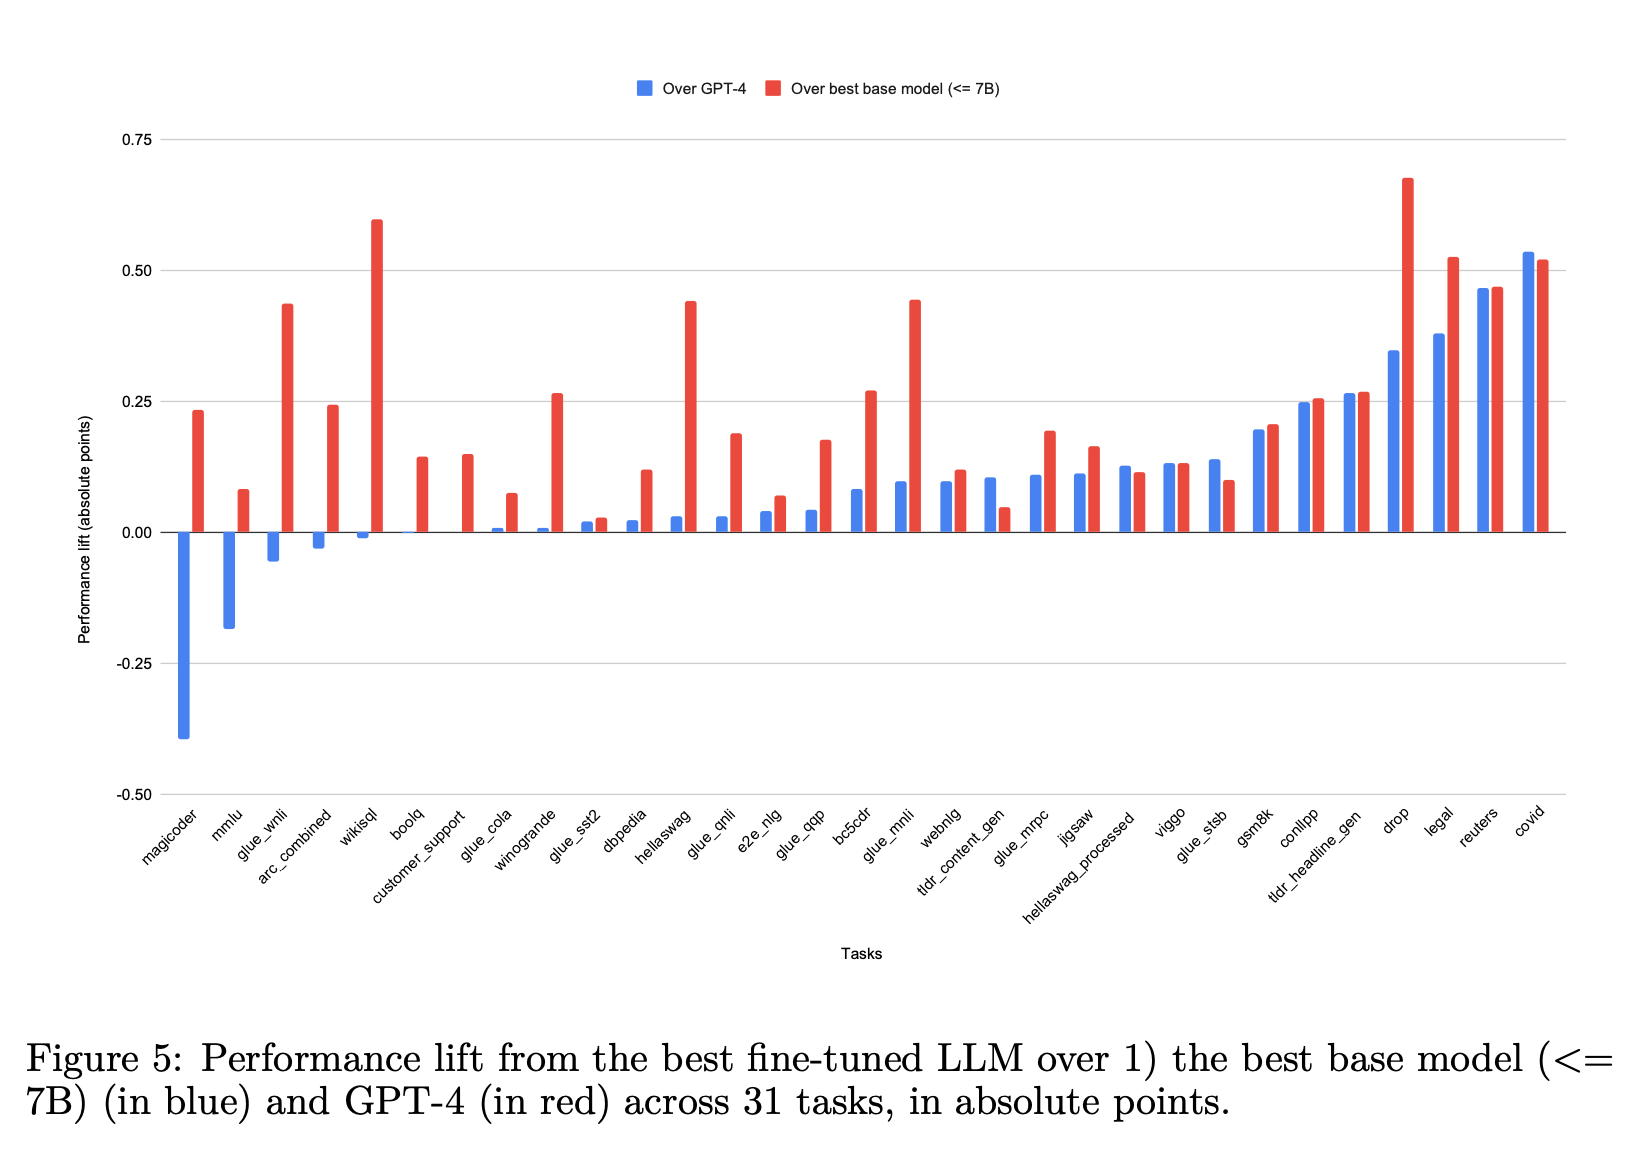 Over GPT-4 Over best base model (<= 7B)
0.75
0.50
0.25
0.00
-0.25
-0.50
Performance lift (absolute points)
magicoder
mmlu
glue_wnli
arc_combined
wikisql
boolq
customer_support
glue_cola
winogrande
glue_sst2
dbpedia
hellaswag
glue_qnli
e2e_nlg
glue_qqp
bc5cdr
glue_mnli
webnlg
tldr_content_gen
glue_mrpc
jigsaw
hellaswag_processed
viggo
glue_stsb
gsm8k
conllpp
tldr_headline_gen
drop
legal
reuters
covid
Tasks
Figure 5: Performance lift from the best fine-tuned LLM over 1) the best base model (<=
7B) (in blue) and GPT-4 (in red) across 31 tasks, in absolute points.